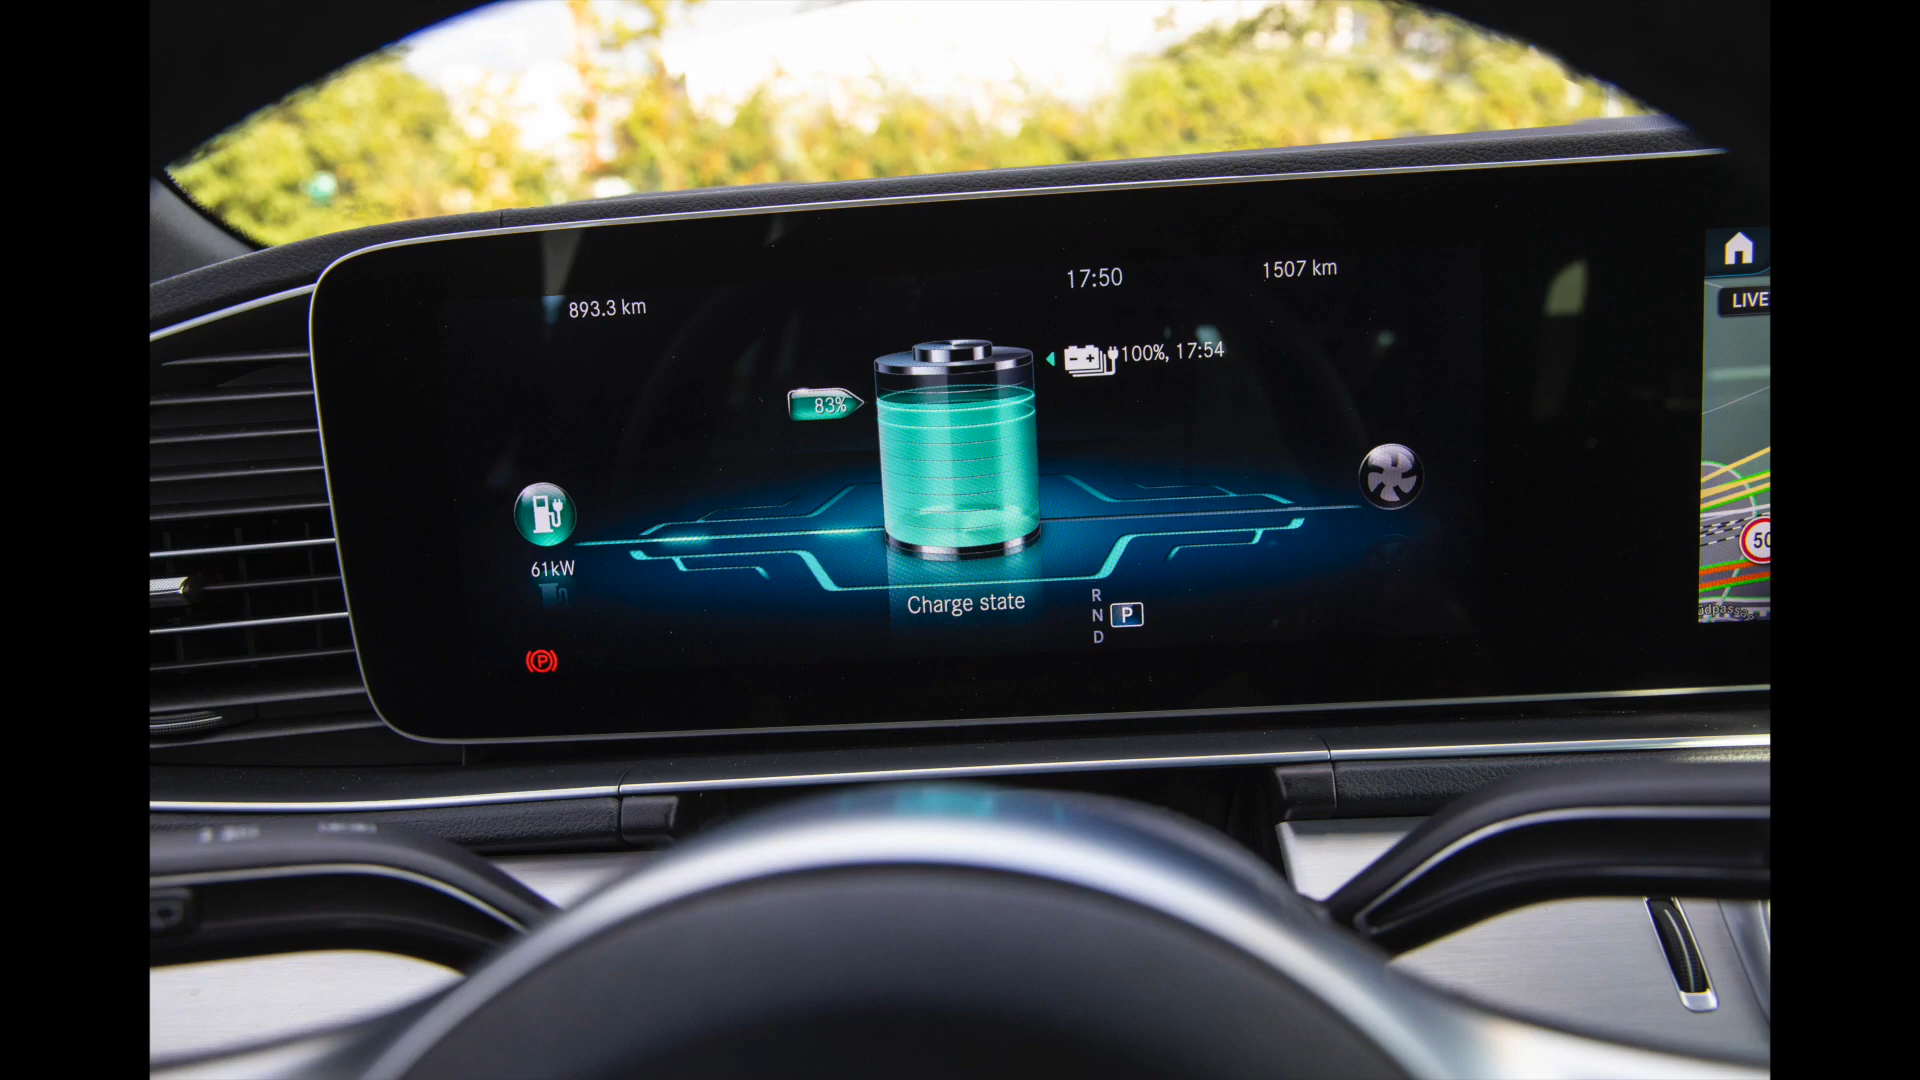 893.3 km
17:50
1507 km
100%, 17:54
83%
61kW
Charge state
R
N
D
P
P
LIVE
50